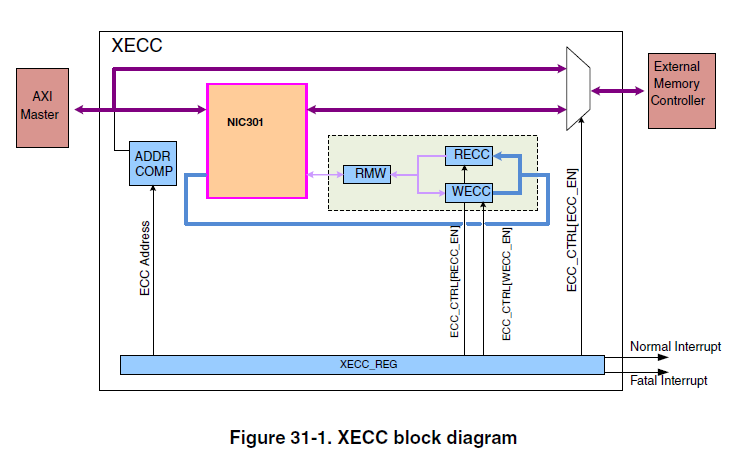 XECC
AXI
Master
NIC301
External
Memory
Controller
ADDR
COMP
RMW
RECC
WECC
ECC Address
ECC_CTRL[RECC_EN]
ECC_CTRL[WECC_EN]
ECC_CTRL[ECC_EN]
XECC_REG
Normal Interrupt
Fatal Interrupt
Figure 31-1. XECC block diagram